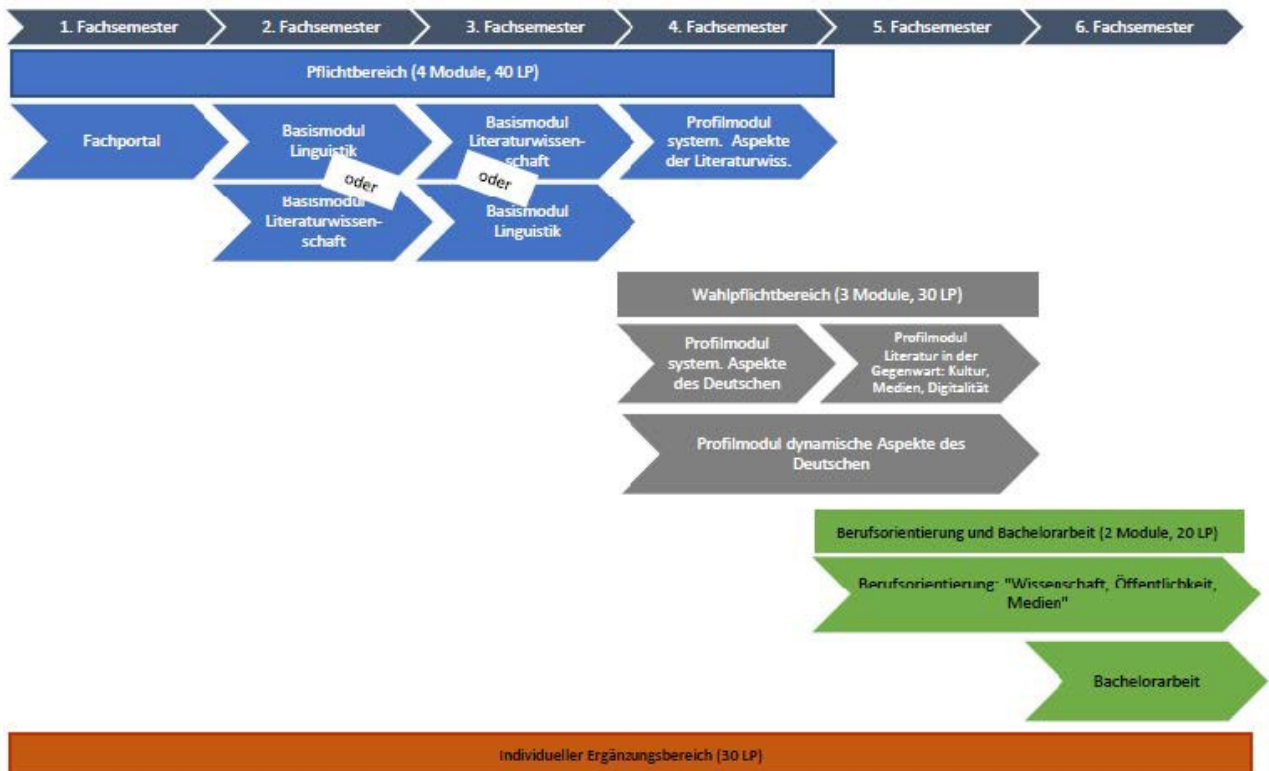 1. Fachsemester
2. Fachsemester
3. Fachsemester
4. Fachsemester
5. Fachsemester
6. Fachsemester
Pflichtbereich (4 Module, 40 LP)
Fachportal
Basismodul
Linguistik
oder
Basismodul
Literaturwissen-
schaft
Basismodul
Literaturwissen-
schaft
oder
Basismodul
Linguistik
Profilmodul
system. Aspekte
der Literaturwiss.
Wahlpflichtbereich (3 Module, 30 LP)
Profilmodul
system. Aspekte
des Deutschen
Profilmodul
Literatur in der
Gegenwart: Kultur,
Medien, Digitalität
Profilmodul dynamische Aspekte des
Deutschen
Berufsorientierung und Bachelorarbeit (2 Module, 20 LP)
Berufsorientierung: "Wissenschaft, Öffentlichkeit,
Medien"
Bachelorarbeit
Individueller Ergänzungsbereich (30 LP)